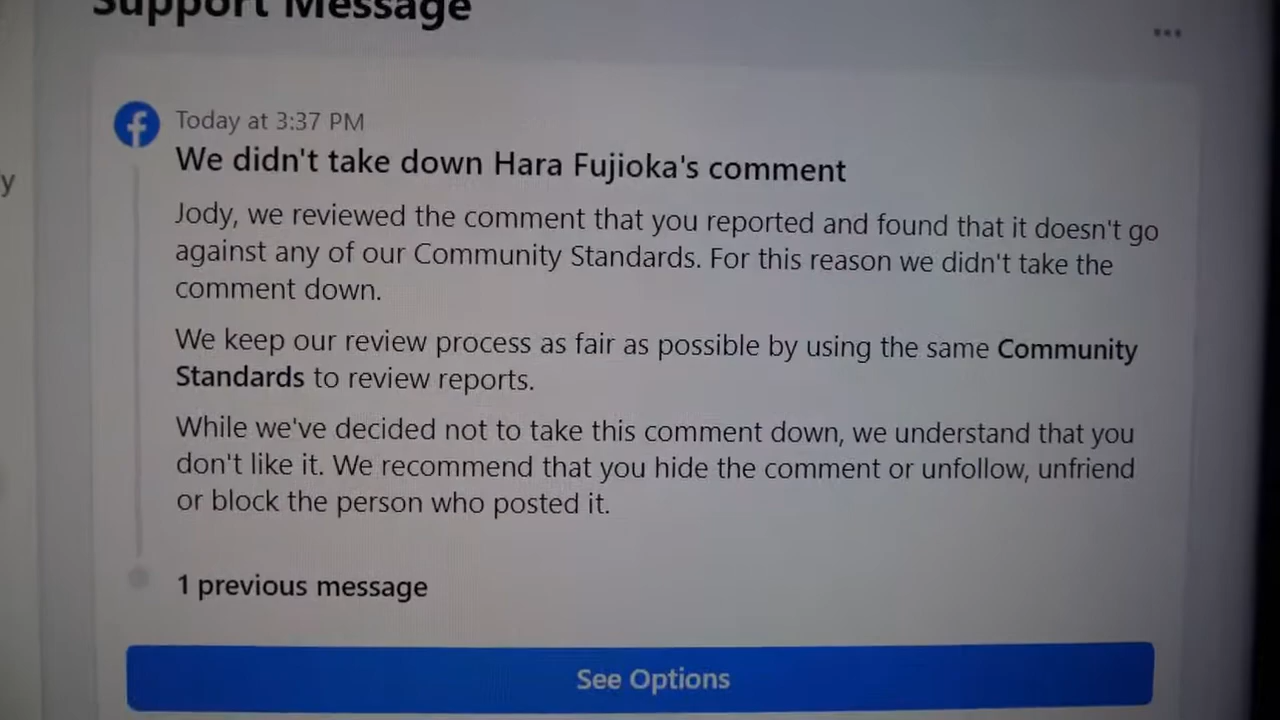 Support Message
Today at 3:37 PM
We didn't take down Hara Fujioka's comment
Jody, we reviewed the comment that you reported and found that it doesn't go
against any of our Community Standards. For this reason we didn't take the
comment down.
We keep our review process as fair as possible by using the same Community
Standards to review reports.
While we've decided not to take this comment down, we understand that you
don't like it. We recommend that you hide the comment or unfollow, unfriend
or block the person who posted it.
1 previous message
See Options
y